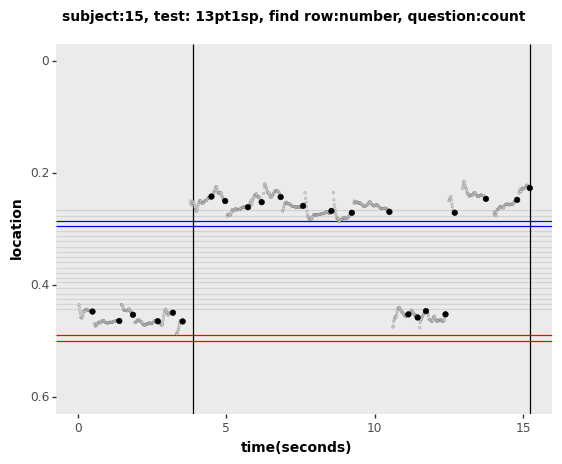 subject:15, test: 13pt1sp, find row:number, question:count
0
0.2
0.4
0.6
location
0 5 10 15
time(seconds)